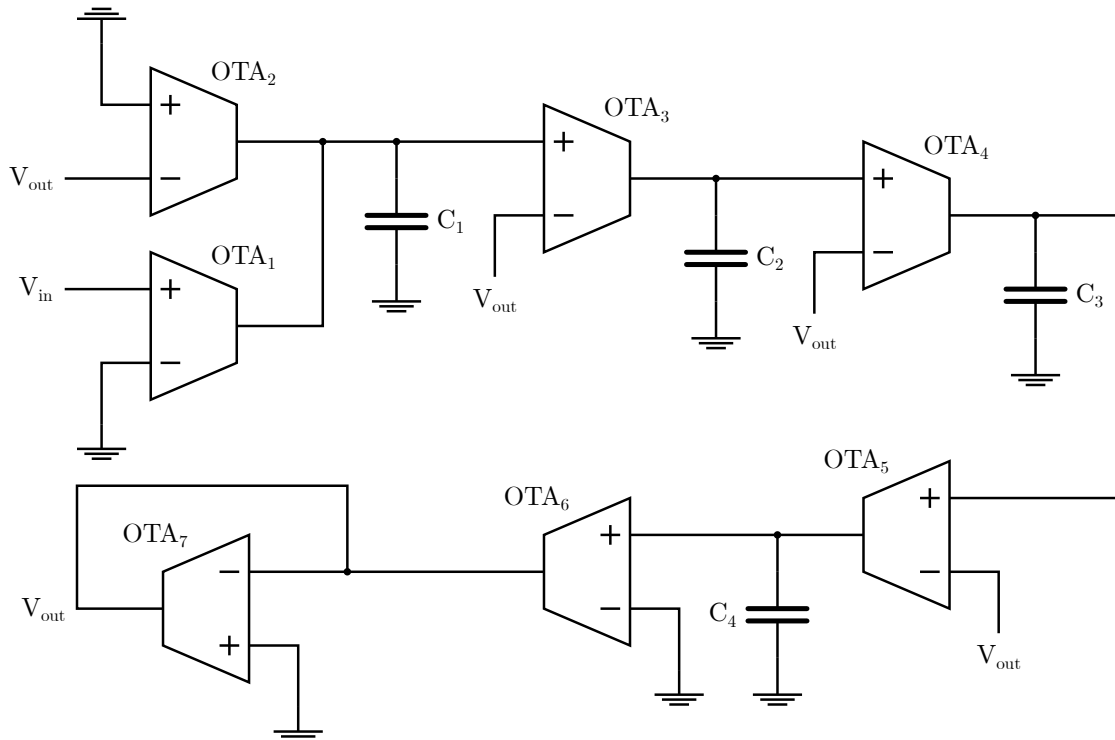 OTA₂
+
−
V_out
OTA₁
V_in
+
−
C₁
OTA₃
+
−
V_out
C₂
OTA₄
+
−
V_out
C₃
OTA₅
+
−
V_out
C₄
OTA₆
+
−
OTA₇
−
+
V_out